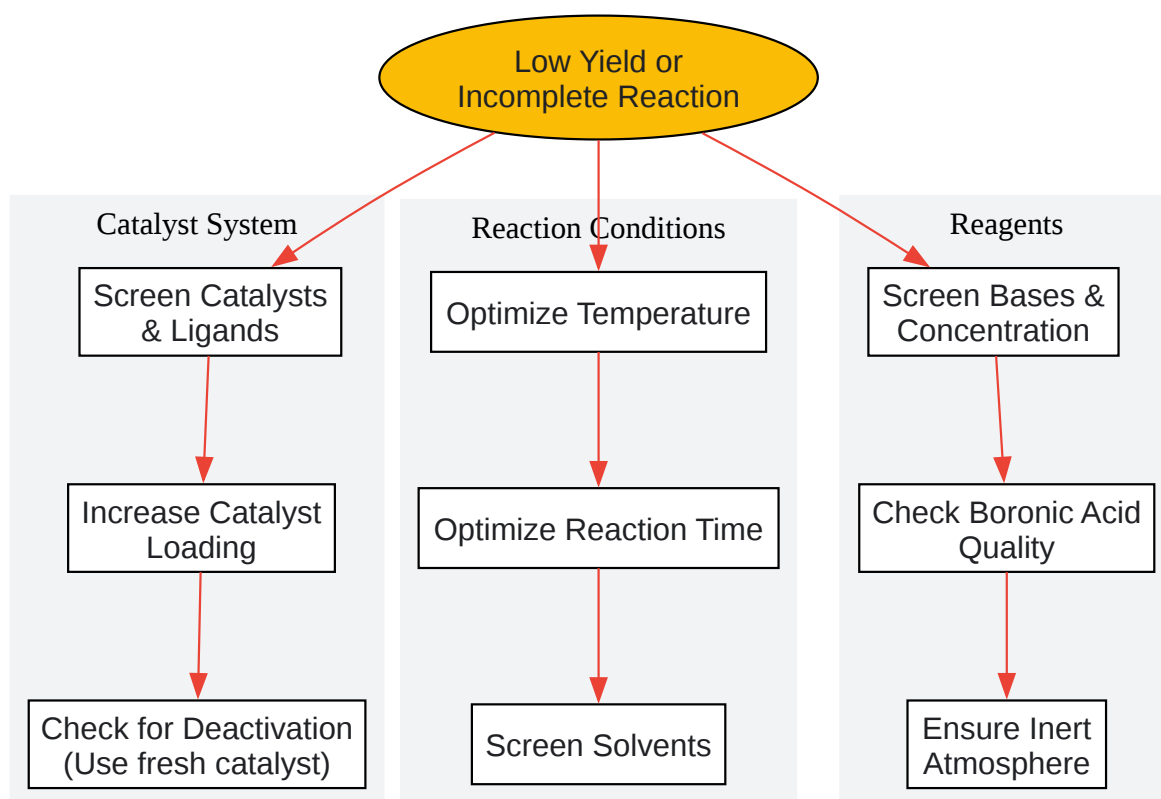 Low Yield or
Incomplete Reaction
Catalyst System
Screen Catalysts
& Ligands
Increase Catalyst
Loading
Check for Deactivation
(Use fresh catalyst)
Reaction Conditions
Optimize Temperature
Optimize Reaction Time
Screen Solvents
Reagents
Screen Bases &
Concentration
Check Boronic Acid
Quality
Ensure Inert
Atmosphere